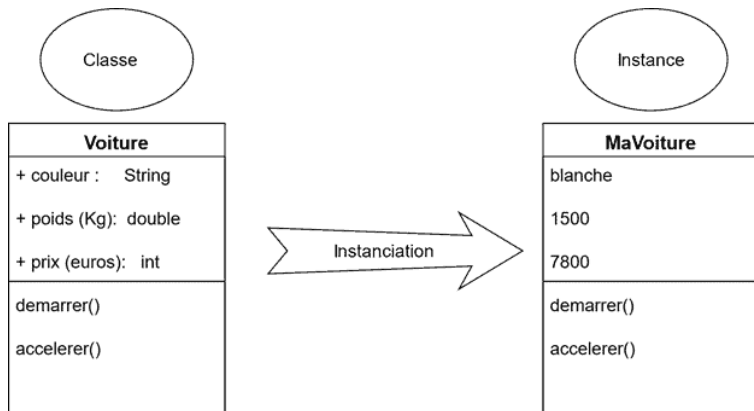 Classe
Voiture
+ couleur : String
+ poids (Kg): double
+ prix (euros): int
demarrer()
accelerer()
Instanciation
Instance
MaVoiture
blanche
1500
7800
demarrer()
accelerer()